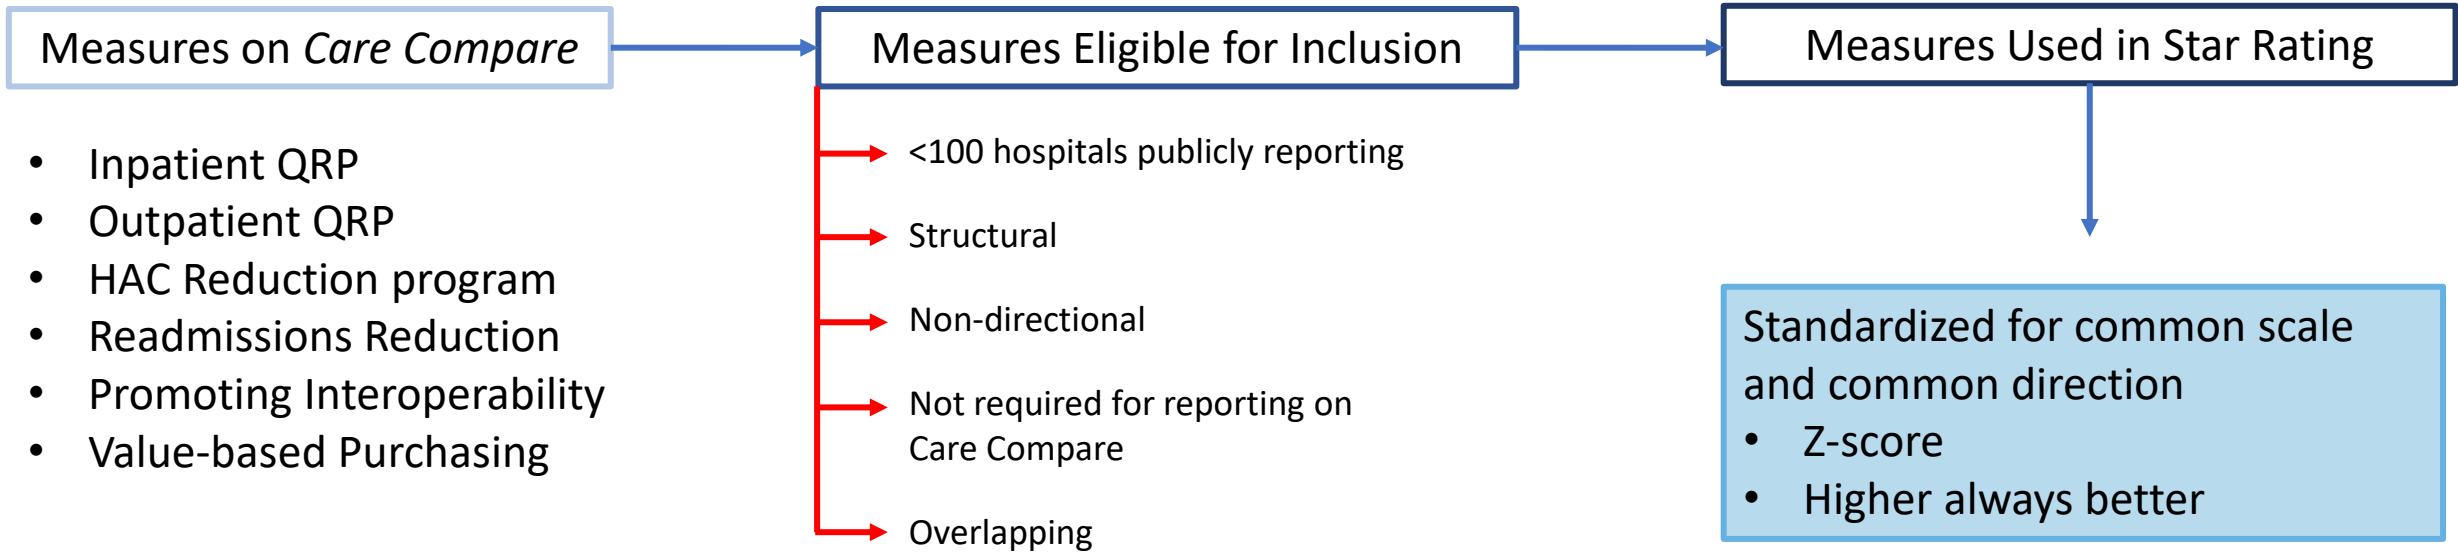 Measures on Care Compare
Measures Eligible for Inclusion
Measures Used in Star Rating
• Inpatient QRP
• Outpatient QRP
• HAC Reduction program
• Readmissions Reduction
• Promoting Interoperability
• Value-based Purchasing
<100 hospitals publicly reporting
Structural
Non-directional
Not required for reporting on
Care Compare
Overlapping
Standardized for common scale
and common direction
• Z-score
• Higher always better